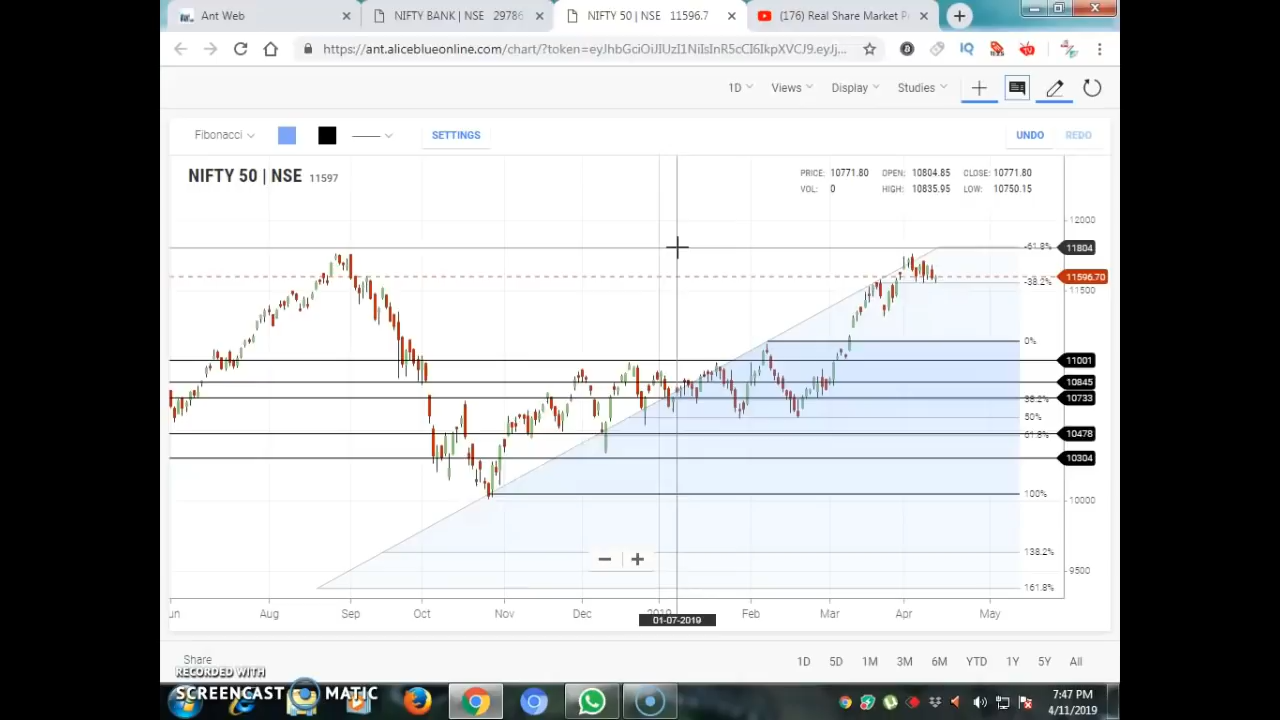 Ant Web
NIFTY BANK | NSE 29786
NIFTY 50 | NSE 11596.7
(176) Real Share Market P
https://ant.aliceblueonline.com/chart/?token=eyJhbGciOiJIUzI1NiIsInR5cCI6IkpXVCJ9.eyJ...
1D Views Display Studies
Fibonacci SETTINGS UNDO REDO
NIFTY 50 | NSE 11597
PRICE: 10771.80 OPEN: 10804.85 CLOSE: 10771.80
VOL: 0 HIGH: 10835.95 LOW: 10750.15
12000
-61.8% 11804
11596.70
-38.2%
11500
0%
11001
10845
10733
38.2%
50%
61.8% 10478
10304
100%
10000
138.2%
9500
161.8%
un Aug Sep Oct Nov Dec 2019 Feb Mar Apr May
01-07-2019
Share
1D 5D 1M 3M 6M YTD 1Y 5Y All
RECORDED WITH
SCREENCAST MATIC
7:47 PM
4/11/2019